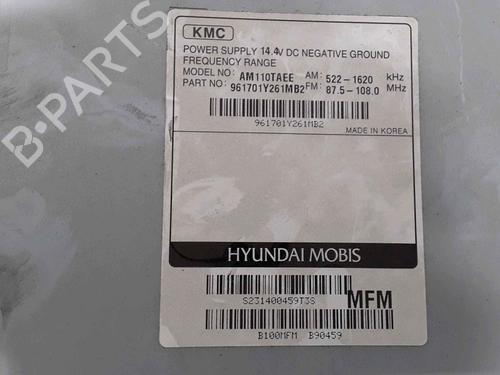 KMC
POWER SUPPLY 14.4V DC NEGATIVE GROUND
FREQUENCY RANGE
MODEL NO: AM110TAEE AM: 522-1620 kHz
PART NO: 961701Y261MB2 FM: 87.5-108.0 MHz
961701Y261MB2
MADE IN KOREA
HYUNDAI MOBIS
S231400459T3S MFM
B100MFM B90459
B-PARTS